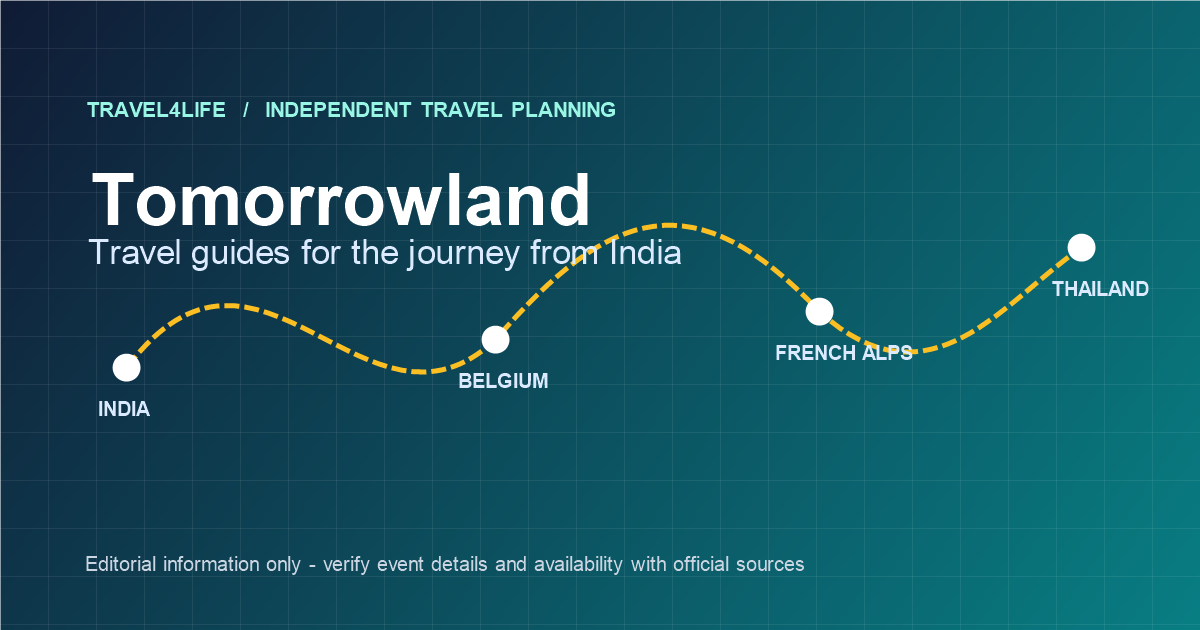 TRAVEL4LIFE / INDEPENDENT TRAVEL PLANNING
Tomorrowland
Travel guides for the journey from India
THAILAND
FRENCH ALPS
BELGIUM
INDIA
Editorial information only - verify event details and availability with official sources